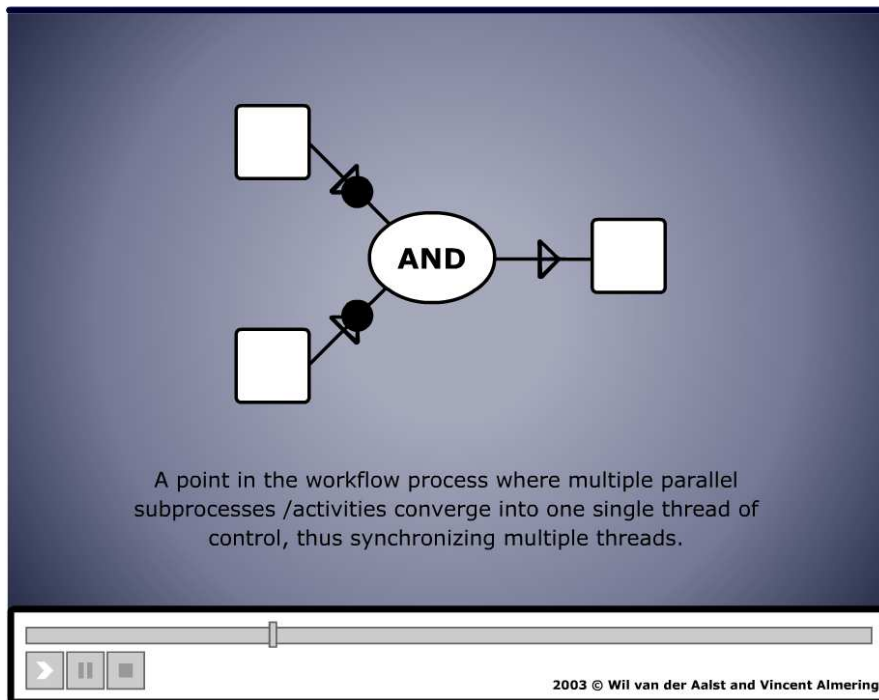 AND
A point in the workflow process where multiple parallel
subprocesses /activities converge into one single thread of
control, thus synchronizing multiple threads.
2003 © Wil van der Aalst and Vincent Almering